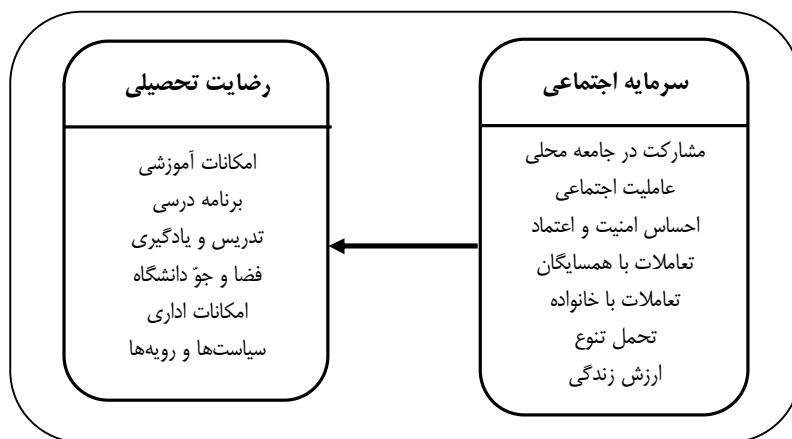 سرمایه اجتماعی
مشارکت در جامعه محلی
عاملیت اجتماعی
احساس امنیت و اعتماد
تعاملات با همسایگان
تعاملات با خانواده
تحمل تنوع
ارزش زندگی
رضایت تحصیلی
امکانات آموزشی
برنامه درسی
تدریس و یادگیری
فضا و جوّ دانشگاه
امکانات اداری
سیاست‌ها و رویه‌ها